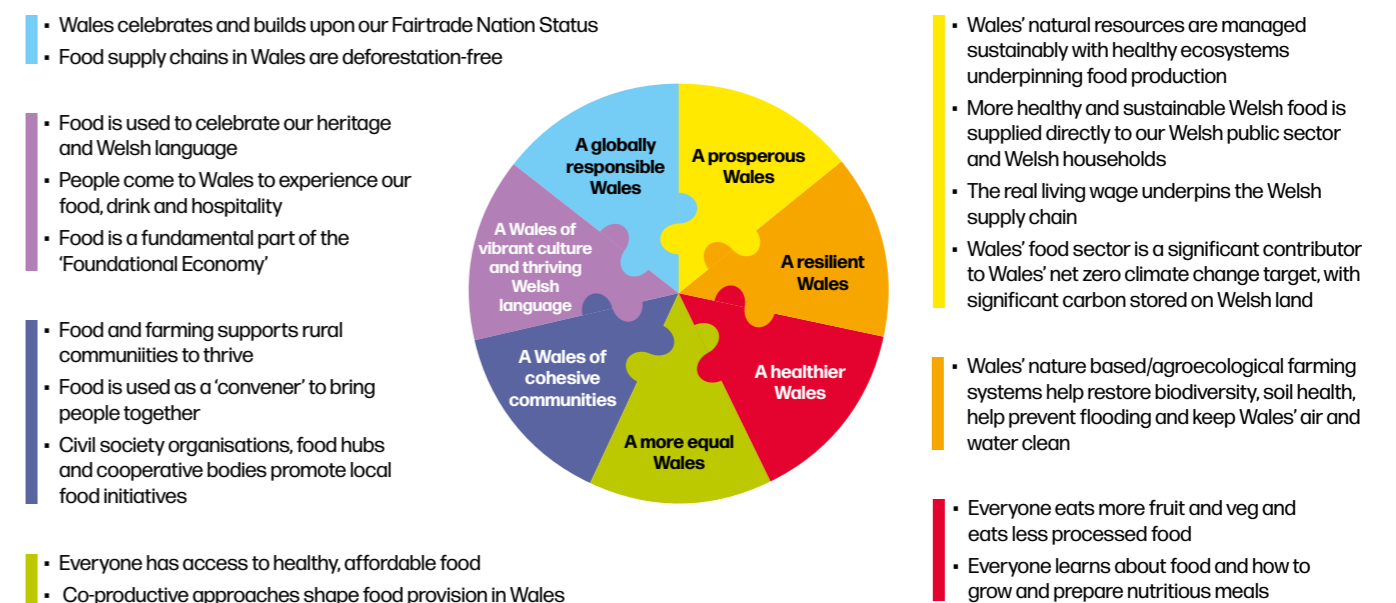 ▪ Wales celebrates and builds upon our Fairtrade Nation Status
▪ Food supply chains in Wales are deforestation-free
▪ Food is used to celebrate our heritage
and Welsh language
▪ People come to Wales to experience our
food, drink and hospitality
▪ Food is a fundamental part of the
‘Foundational Economy’
▪ Food and farming supports rural
communiities to thrive
▪ Food is used as a ‘convener’ to bring
people together
▪ Civil society organisations, food hubs
and cooperative bodies promote local
food initiatives
▪ Everyone has access to healthy, affordable food
▪ Co-productive approaches shape food provision in Wales
A globally
responsible
Wales
A prosperous
Wales
A Wales of
vibrant culture
and thriving
Welsh
language
A resilient
Wales
A Wales of
cohesive
communities
A healthier
Wales
A more equal
Wales
▪ Wales’ natural resources are managed
sustainably with healthy ecosystems
underpinning food production
▪ More healthy and sustainable Welsh food is
supplied directly to our Welsh public sector
and Welsh households
▪ The real living wage underpins the Welsh
supply chain
▪ Wales’ food sector is a significant contributor
to Wales’ net zero climate change target, with
significant carbon stored on Welsh land
▪ Wales’ nature based/agroecological farming
systems help restore biodiversity, soil health,
help prevent flooding and keep Wales’ air and
water clean
▪ Everyone eats more fruit and veg and
eats less processed food
▪ Everyone learns about food and how to
grow and prepare nutritious meals